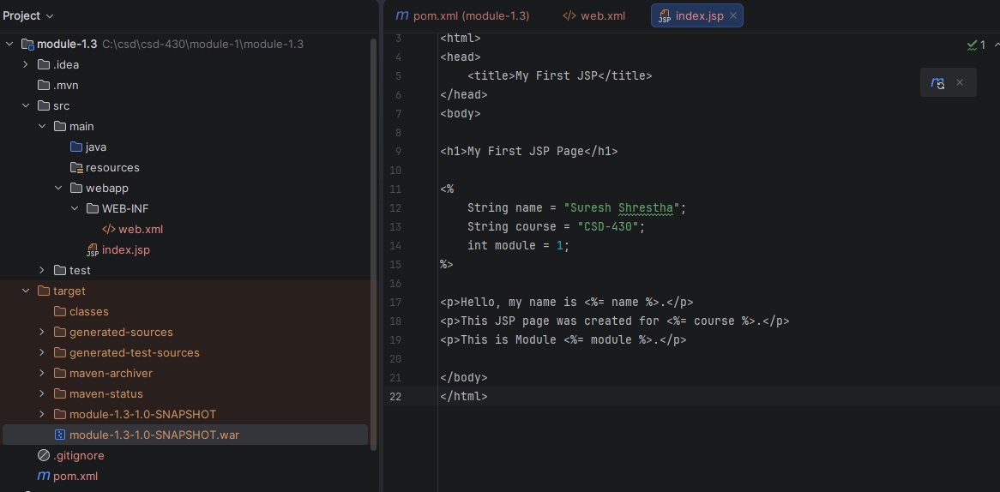 Project
module-1.3 C:\csd\csd-430\module-1\module-1.3
.idea
.mvn
src
main
java
resources
webapp
WEB-INF
web.xml
JSP index.jsp
test
target
classes
generated-sources
generated-test-sources
maven-archiver
maven-status
module-1.3-1.0-SNAPSHOT
module-1.3-1.0-SNAPSHOT.war
.gitignore
m pom.xml
m pom.xml (module-1.3) </> web.xml JSP index.jsp
1
3 <html>
4 <head>
5 <title>My First JSP</title>
6 </head>
7 <body>
8
9 <h1>My First JSP Page</h1>
10
11 <%
12 String name = "Suresh Shrestha";
13 String course = "CSD-430";
14 int module = 1;
15 %>
16
17 <p>Hello, my name is <%= name %>.</p>
18 <p>This JSP page was created for <%= course %>.</p>
19 <p>This is Module <%= module %>.</p>
20
21 </body>
22 </html>